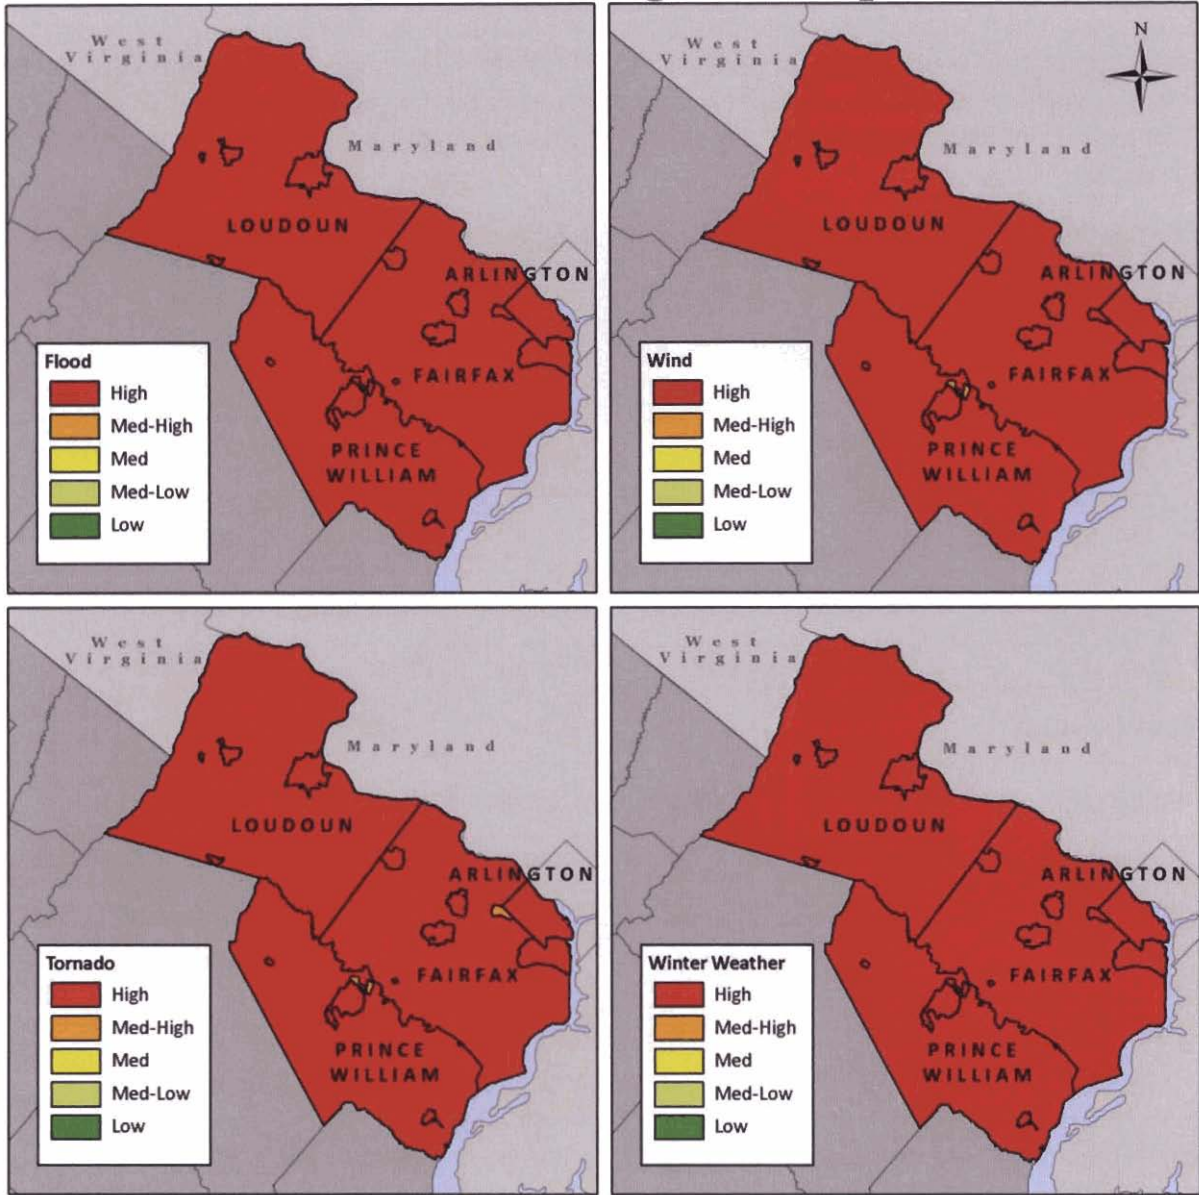 West
Virginia
Maryland
LOUDOUN
ARLINGTON
FAIRFAX
PRINCE
WILLIAM
Flood
High
Med-High
Med
Med-Low
Low
N
West
Virginia
Maryland
LOUDOUN
ARLINGTON
FAIRFAX
PRINCE
WILLIAM
Wind
High
Med-High
Med
Med-Low
Low
West
Virginia
Maryland
LOUDOUN
ARLINGTON
FAIRFAX
PRINCE
WILLIAM
Tornado
High
Med-High
Med
Med-Low
Low
West
Virginia
Maryland
LOUDOUN
ARLINGTON
FAIRFAX
PRINCE
WILLIAM
Winter Weather
High
Med-High
Med
Med-Low
Low